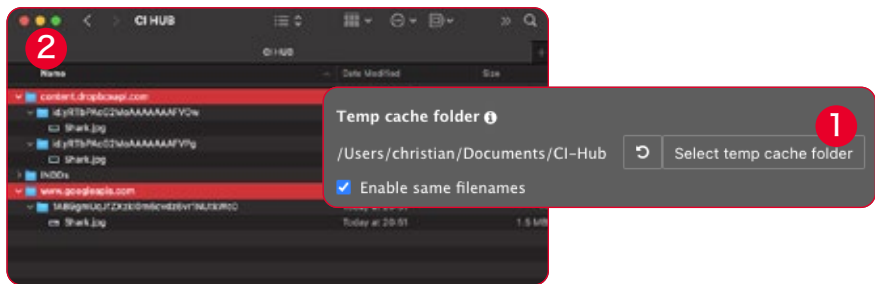 CI HUB
2
CI HUB
Name
Date Modified
Size
content.dropboxapi.com
Shark.jpg
Shark.jpg
INDDs
www.googleapis.com
Shark.jpg
Today at 20:51
1.5 MB
Temp cache folder
1
/Users/christian/Documents/CI-Hub
Select temp cache folder
Enable same filenames